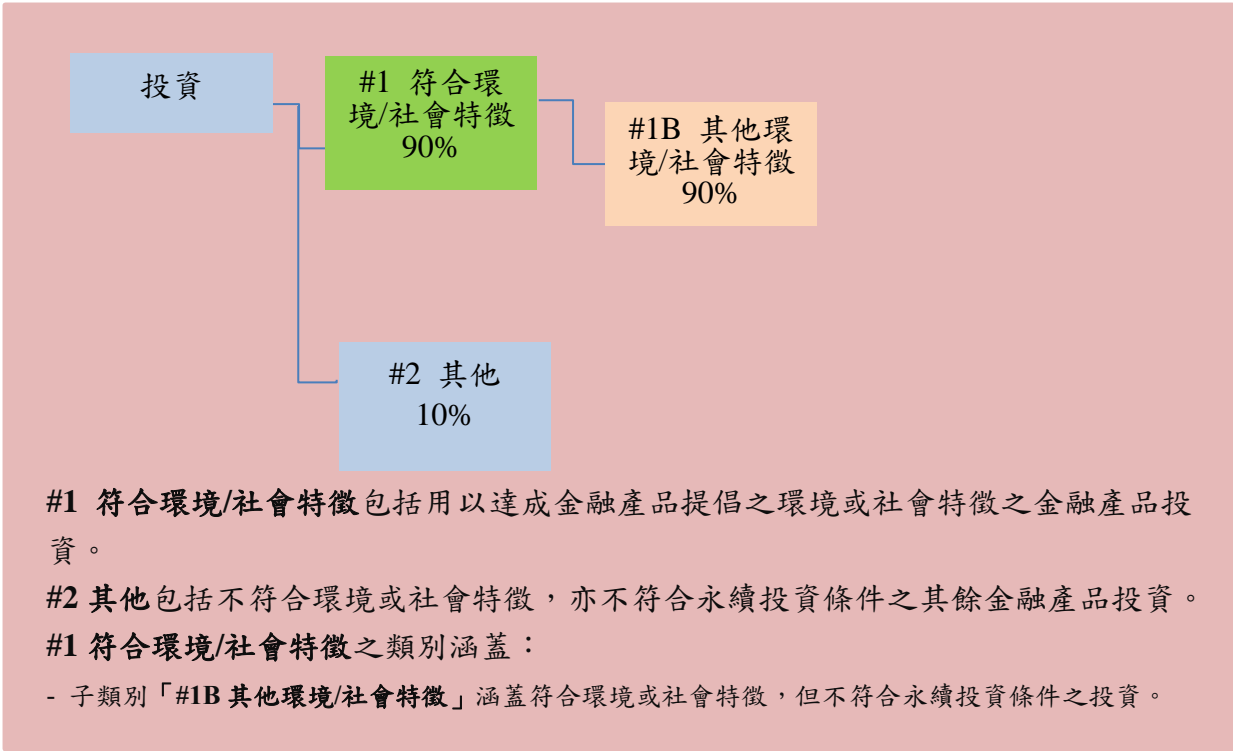 投資
#1 符合環
境/社會特徵
90%
#1B 其他環
境/社會特徵
90%
#2 其他
10%
#1 符合環境/社會特徵包括用以達成金融產品提倡之環境或社會特徵之金融產品投
資。
#2 其他包括不符合環境或社會特徵，亦不符合永續投資條件之其餘金融產品投資。
#1 符合環境/社會特徵之類別涵蓋：
- 子類別「#1B 其他環境/社會特徵」涵蓋符合環境或社會特徵，但不符合永續投資條件之投資。